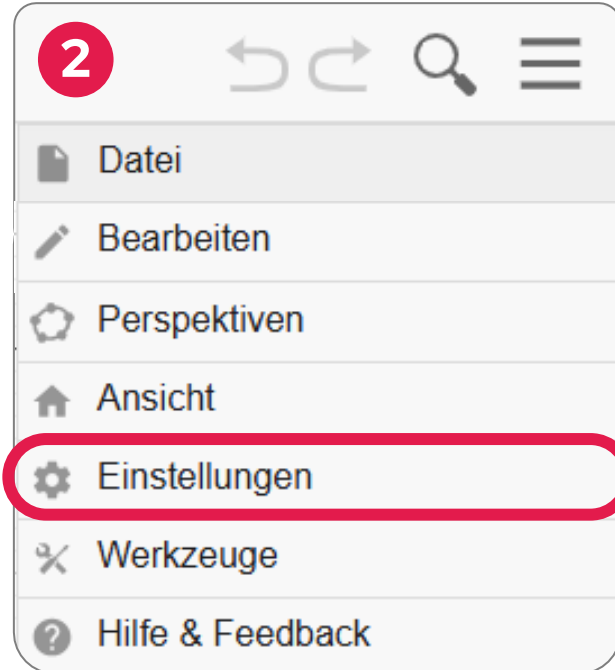 2
Datei
Bearbeiten
Perspektiven
Ansicht
Einstellungen
Werkzeuge
Hilfe & Feedback